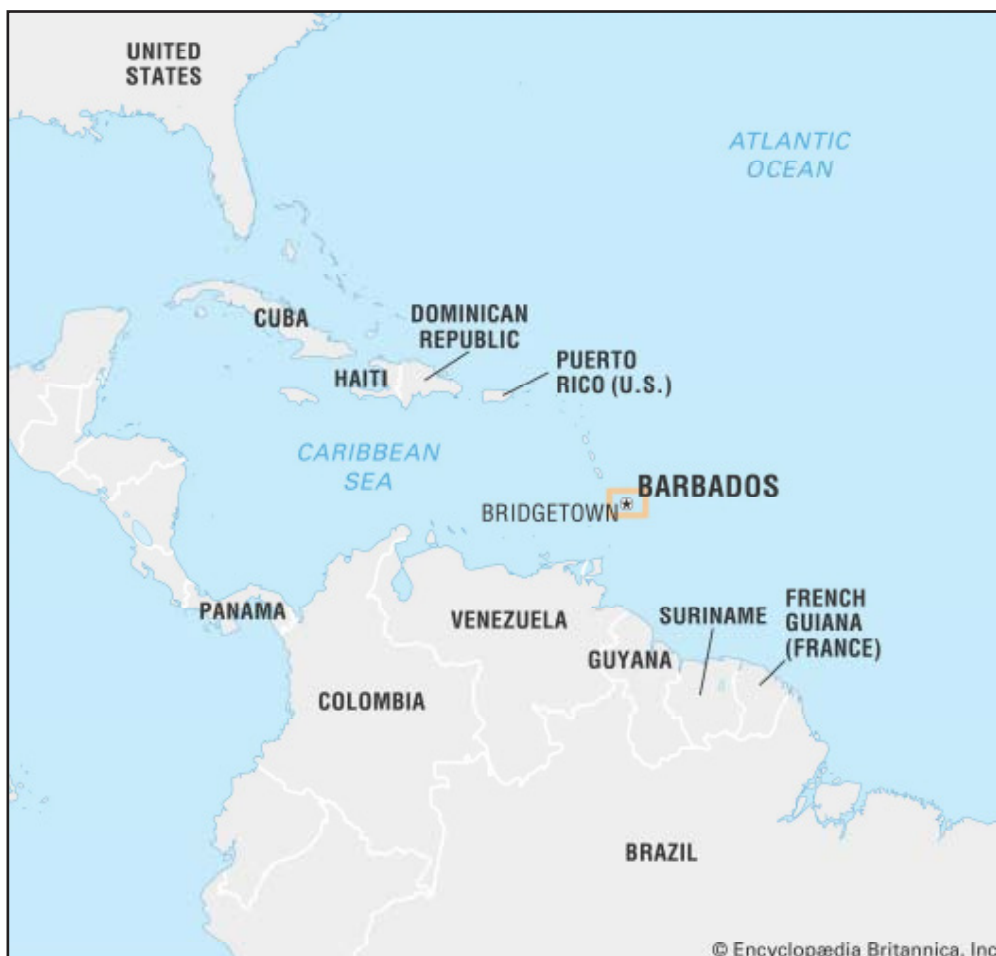 UNITED
STATES
ATLANTIC
OCEAN
CUBA
DOMINICAN
REPUBLIC
HAITI
PUERTO
RICO (U.S.)
CARIBBEAN
SEA
BARBADOS
BRIDGETOWN
PANAMA
VENEZUELA
SURINAME
FRENCH
GUIANA
(FRANCE)
GUYANA
COLOMBIA
BRAZIL
© Encyclopædia Britannica, Inc